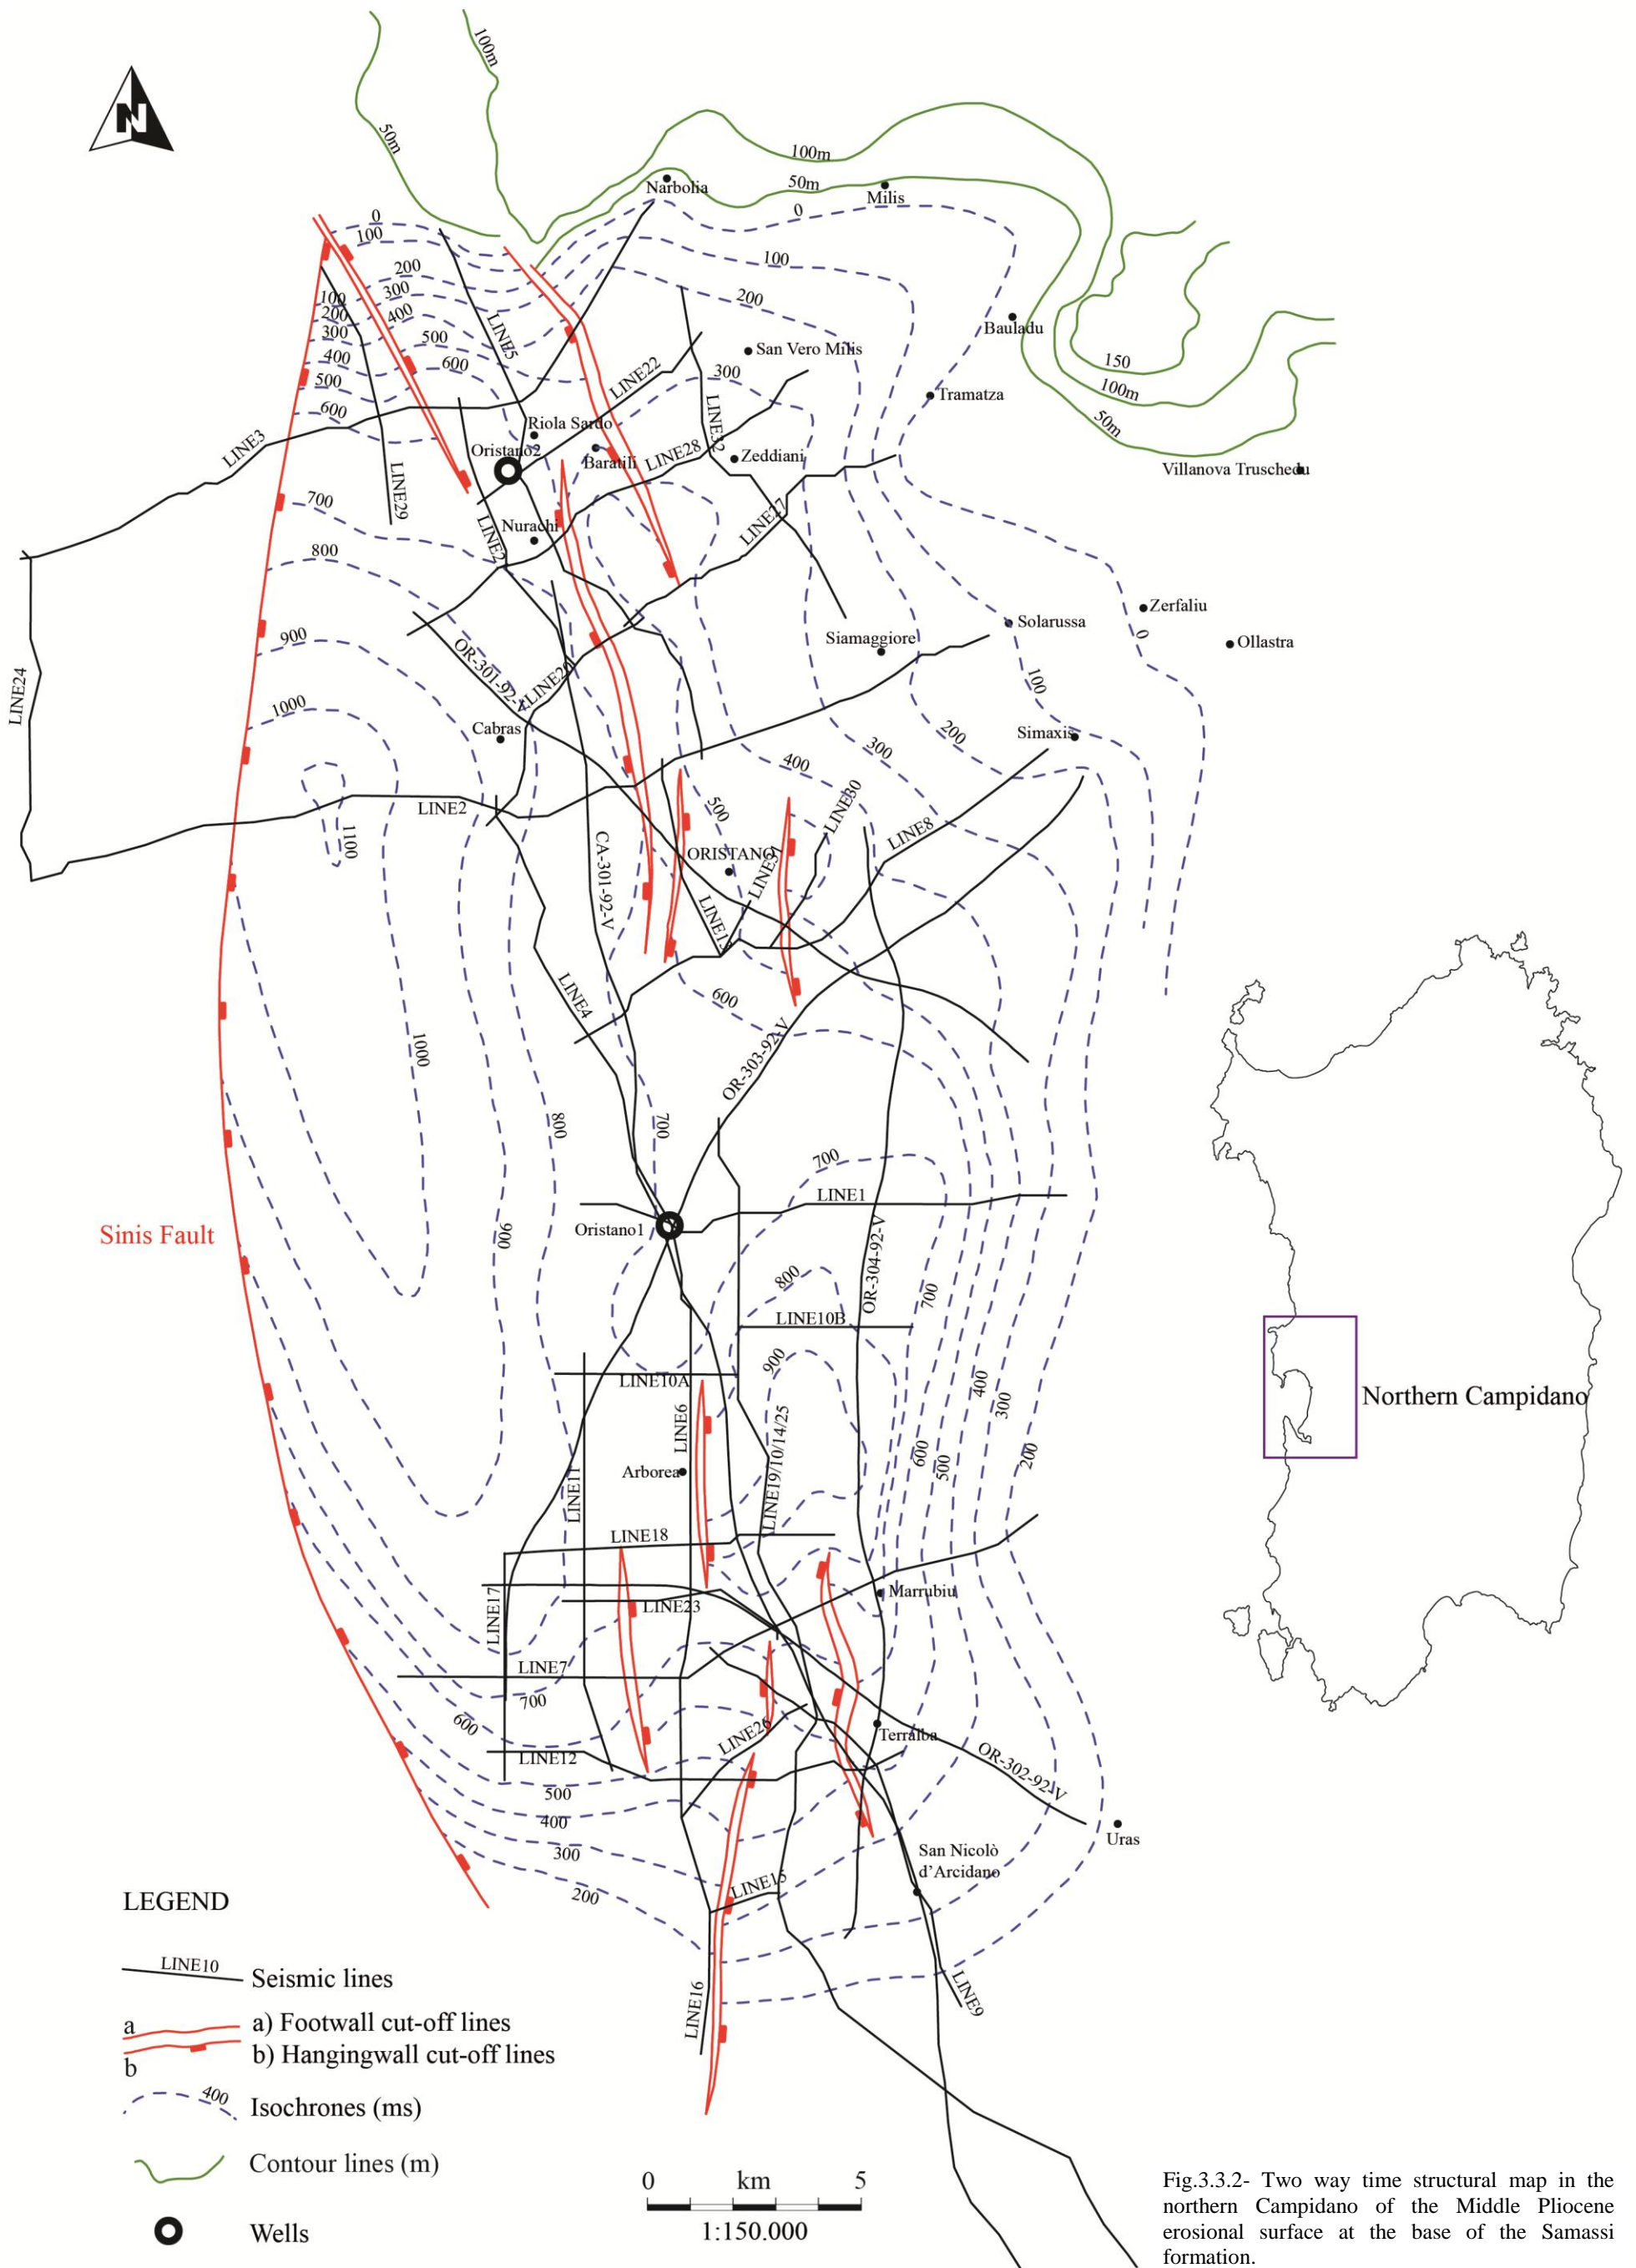 100m
50m
N
100m
50m
Narbolia
Milis
0
0
100
100
200
300
400
500
600
100
200
300
400
500
600
200
LINE5
Bauladu
San Vero Milis
150
100m
50m
LINE22
300
LINE32
Tramatza
Riola Sardo
Oristano2
Baratili
LINE28
Zeddiani
Villanova Truschedu
LINE3
LINE29
700
LINE27
Nurachi
LINE2
800
Zerfaliu
0
Ollastra
Solarussa
Siamaggiore
900
OR-301-92-V
LINE20
LINE24
100
1000
Cabras
200
Simaxis
300
400
LINE2
500
LINE30
LINE8
1100
CA-301-92-V
ORISTANO
LINE31
LINE13
LINE4
600
1000
OR-303-92-V
800
700
700
LINE1
Sinis Fault
900
Oristano1
OR-304-92-V
800
700
LINE10B
900
LINE10A
400
300
LINE6
LINE19/10/14/25
600
500
200
Northern Campidano
Arborea
LINE11
LINE18
Marrubiu
LINE17
LINE23
LINE7
700
600
LINE26
Terralba
LINE12
OR-302-92-V
500
400
300
200
Uras
San Nicolò
d'Arcidano
LINE15
LINE16
LINE9
LEGEND
LINE10
Seismic lines
a
a) Footwall cut-off lines
b
b) Hangingwall cut-off lines
400
Isochrones (ms)
Contour lines (m)
Wells
0 km 5
1:150.000
Fig.3.3.2- Two way time structural map in the
northern Campidano of the Middle Pliocene
erosional surface at the base of the Samassi
formation.